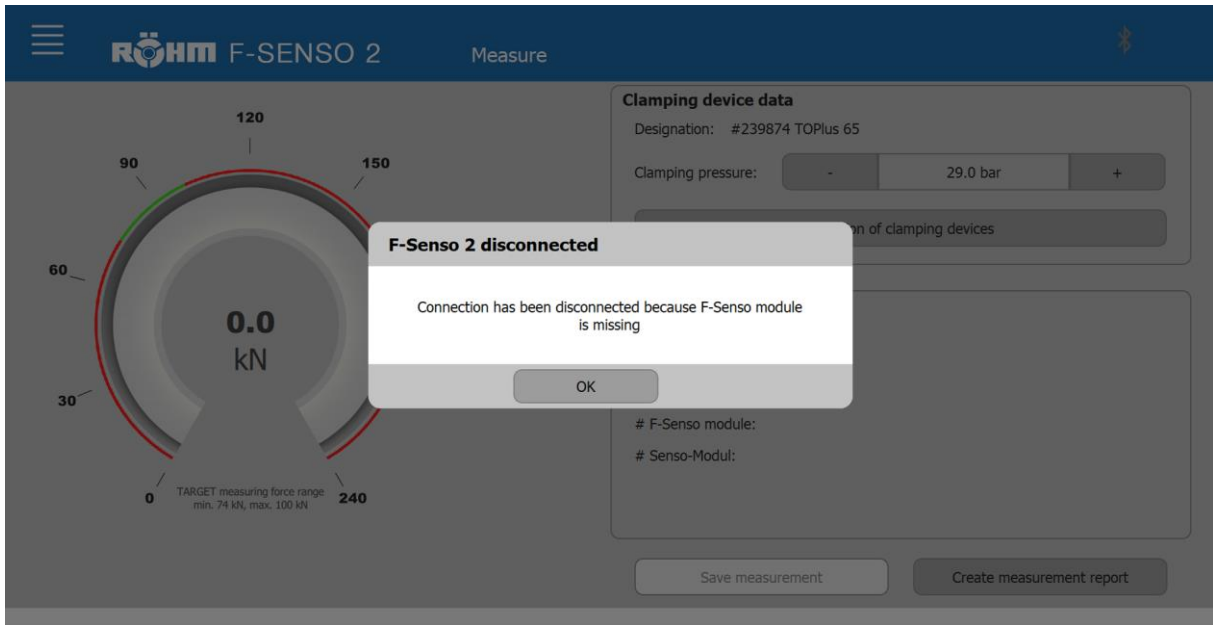 RÖHM F-SENSO 2 Measure
Clamping device data
Designation: #239874 TOPlus 65
Clamping pressure: - 29.0 bar +
of clamping devices
120
90
150
60
30
0
240
0.0
kN
TARGET measuring force range
min. 74 kN, max. 100 kN
F-Senso 2 disconnected
Connection has been disconnected because F-Senso module
is missing
OK
# F-Senso module:
# Senso-Modul:
Save measurement
Create measurement report